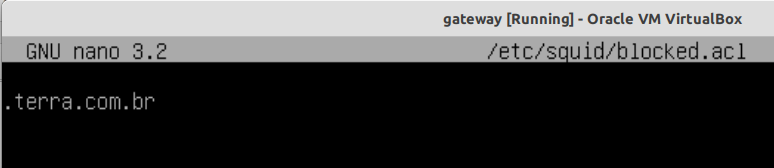 gateway [Running] - Oracle VM VirtualBox
GNU nano 3.2 /etc/squid/blocked.acl
.terra.com.br